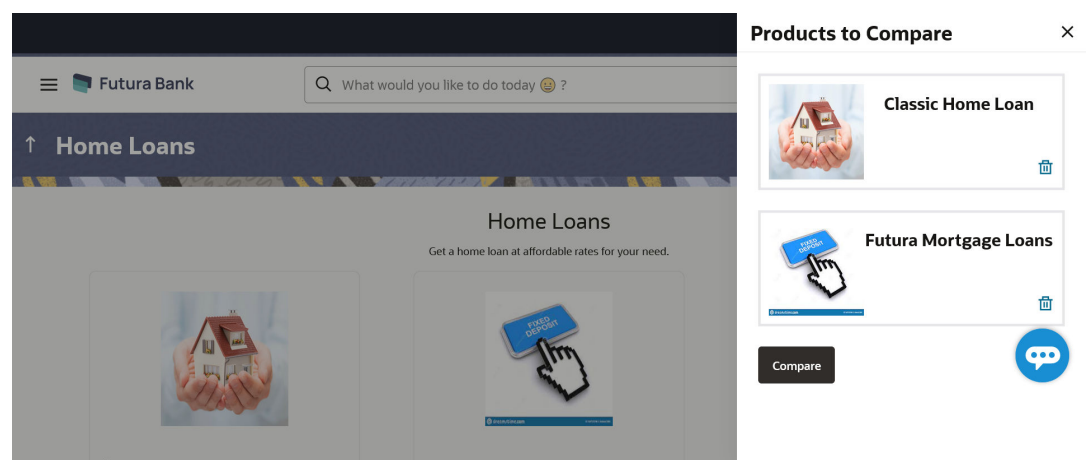 Products to Compare
Futura Bank
What would you like to do today 😀 ?
Home Loans
Home Loans
Get a home loan at affordable rates for your need.
FIXED
DEPOSIT
Classic Home Loan
FIXED
DEPOSIT
Futura Mortgage Loans
Compare